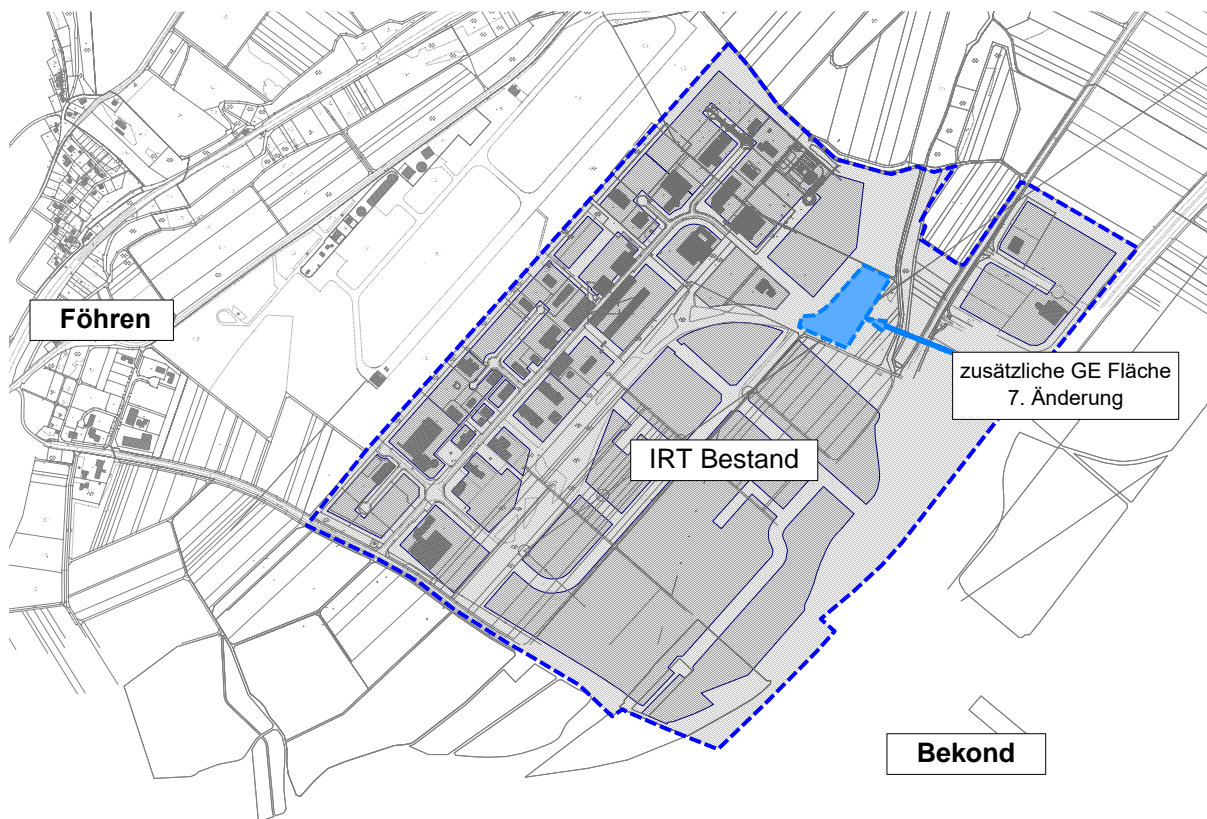 Föhren
zusätzliche GE Fläche
7. Änderung
IRT Bestand
Bekond